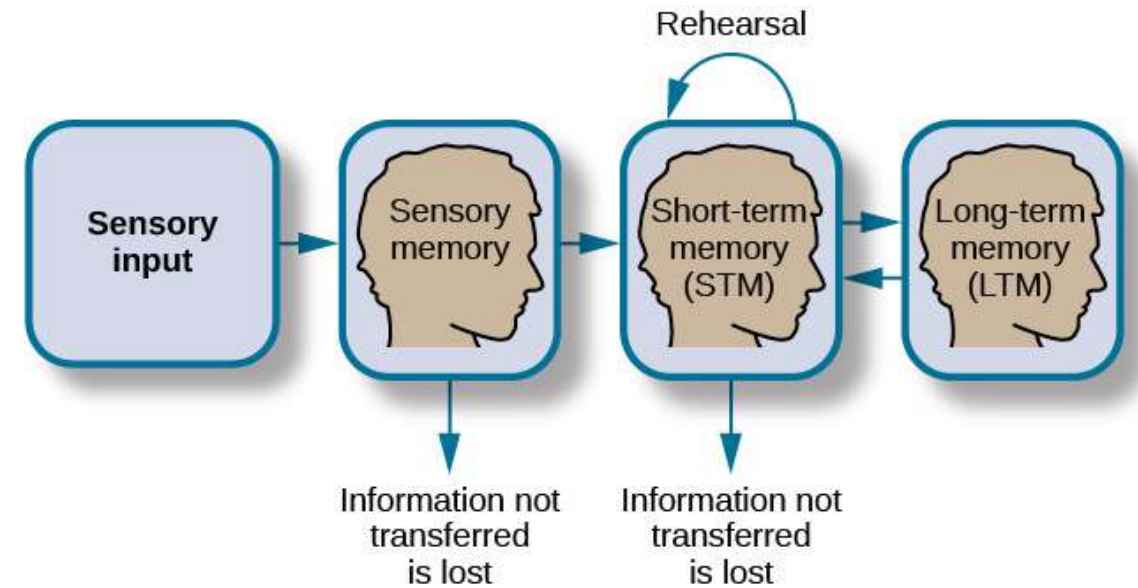 Rehearsal
Sensory
input
Sensory
memory
Short-term
memory
(STM)
Long-term
memory
(LTM)
Information not
transferred
is lost
Information not
transferred
is lost